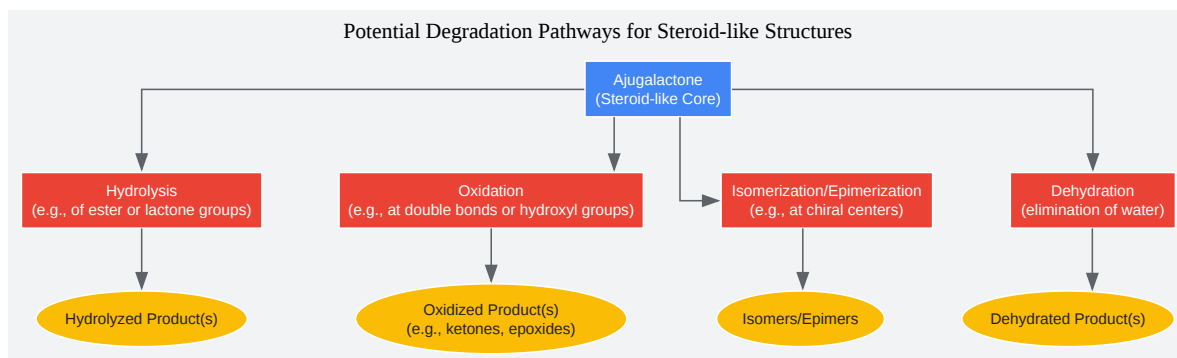 Potential Degradation Pathways for Steroid-like Structures
Ajugalactone
(Steroid-like Core)
Hydrolysis
(e.g., of ester or lactone groups)
Oxidation
(e.g., at double bonds or hydroxyl groups)
Isomerization/Epimerization
(e.g., at chiral centers)
Dehydration
(elimination of water)
Hydrolyzed Product(s)
Oxidized Product(s)
(e.g., ketones, epoxides)
Isomers/Epimers
Dehydrated Product(s)